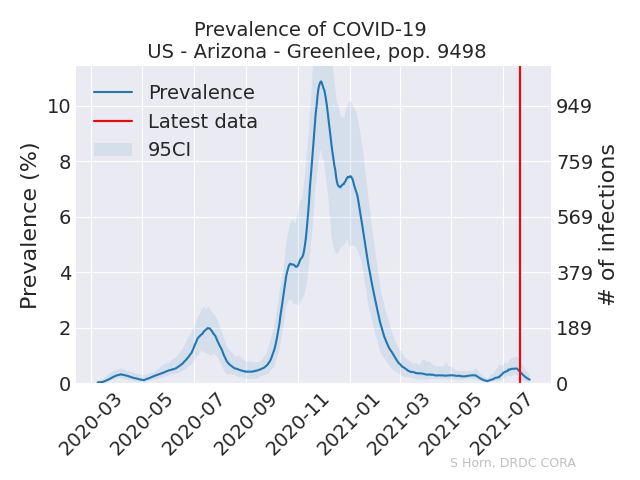 Prevalence of COVID-19
US - Arizona - Greenlee, pop. 9498
Prevalence
Latest data
95CI
Prevalence (%)
10
8
6
4
2
0
949
759
569
379
189
0
# of infections
2020-03
2020-05
2020-07
2020-09
2020-11
2021-01
2021-03
2021-05
2021-07
S Horn, DRDC CORA